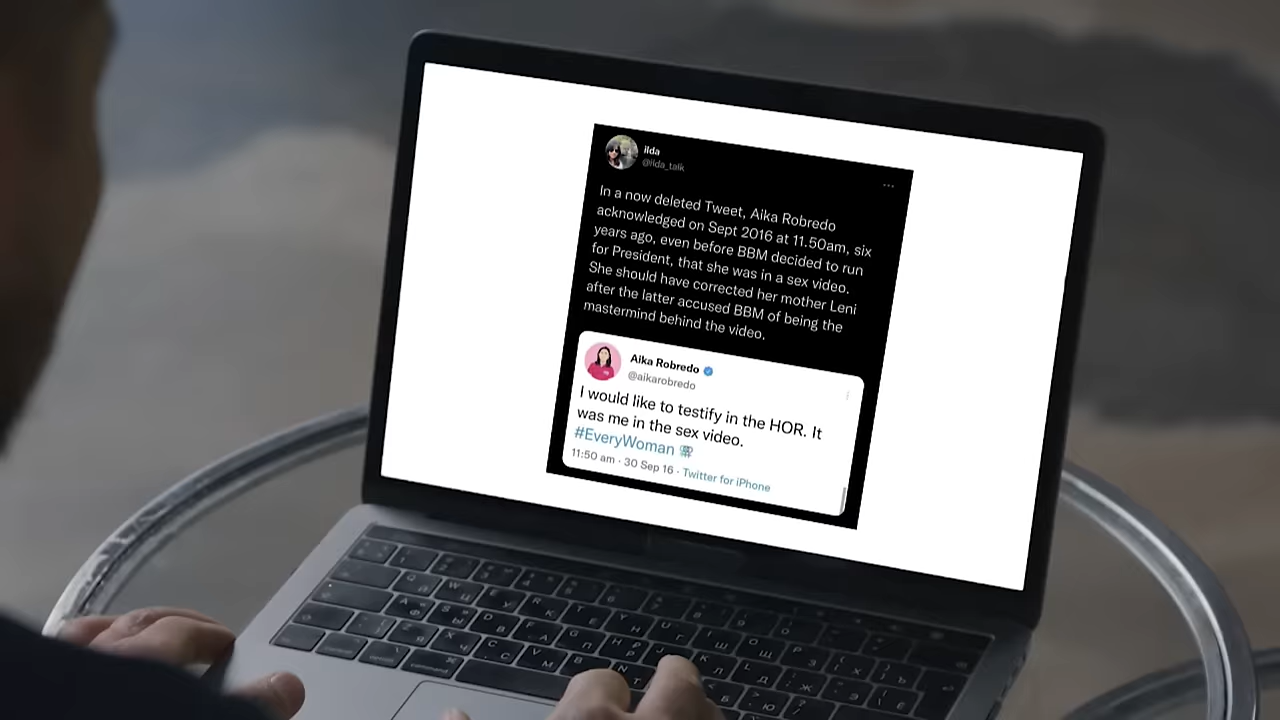 ilda
@ilda_talk
In a now deleted Tweet, Aika Robredo
acknowledged on Sept 2016 at 11.50am, six
years ago, even before BBM decided to run
for President, that she was in a sex video.
She should have corrected her mother Leni
after the latter accused BBM of being the
mastermind behind the video.
Aika Robredo
@aikarobredo
I would like to testify in the HOR. It
was me in the sex video.
#EveryWoman
11:50 am · 30 Sep 16 · Twitter for iPhone